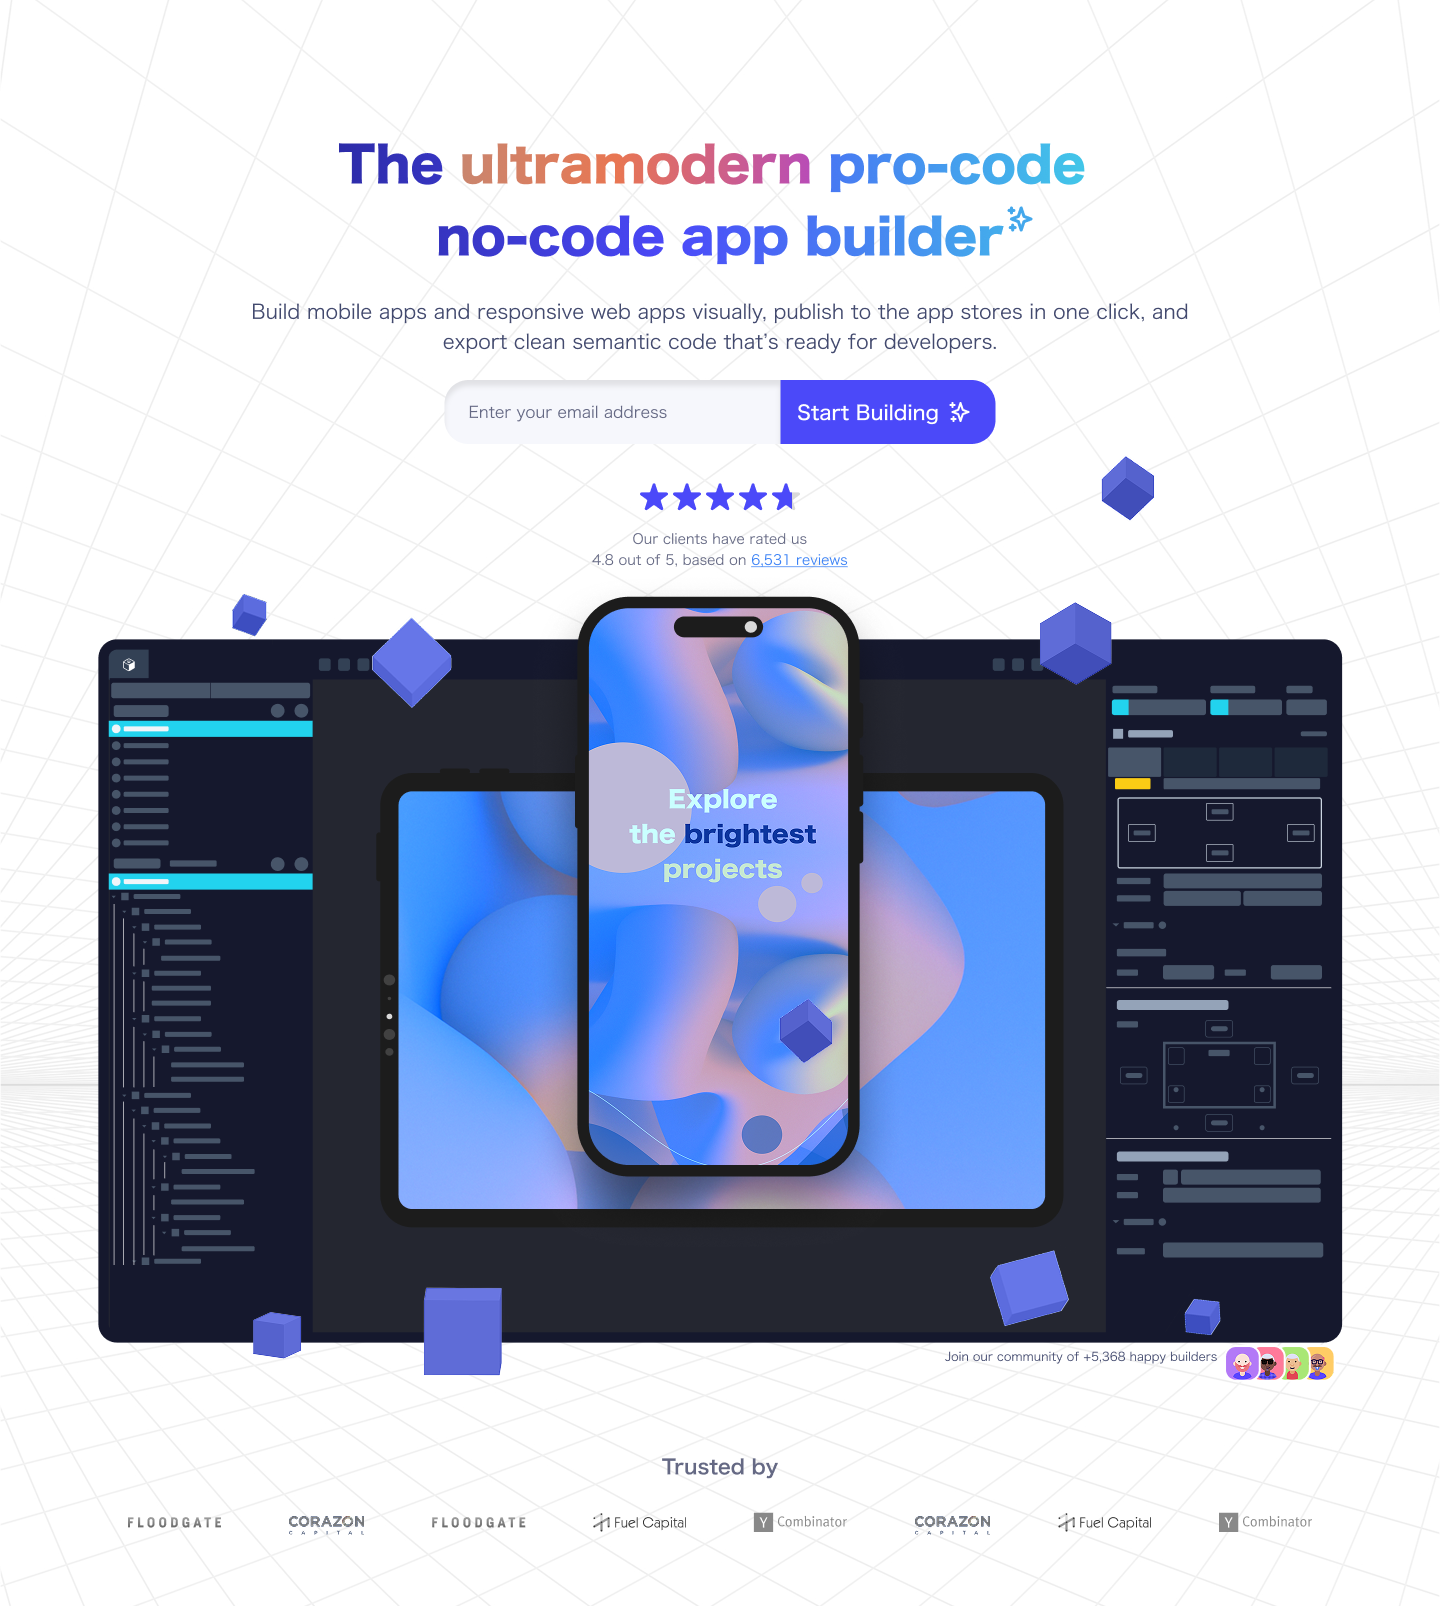 The ultramodern pro-code
no-code app builder
Build mobile apps and responsive web apps visually, publish to the app stores in one click, and
export clean semantic code that's ready for developers.
Enter your email address
Start Building
Our clients have rated us
4.8 out of 5, based on 6,531 reviews
Explore
the brightest
projects
Join our community of +5,368 happy builders
Trusted by
FLOODGATE
CORAZON
CAPITAL
FLOODGATE
Fuel Capital
Y Combinator
CORAZON
CAPITAL
Fuel Capital
Y Combinator